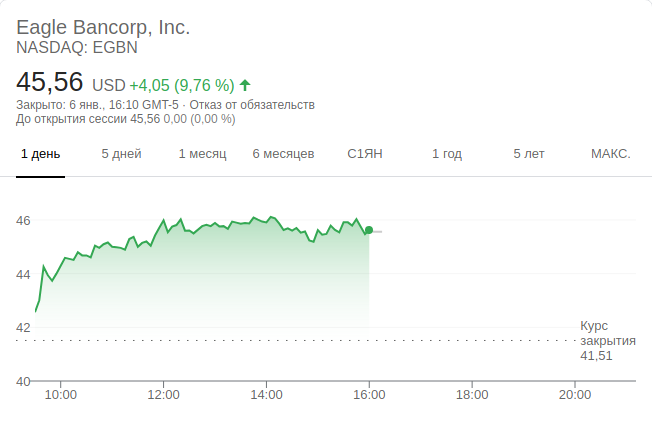 Eagle Bancorp, Inc.
NASDAQ: EGBN
45,56 USD +4,05 (9,76 %)
Закрыто: 6 янв., 16:10 GMT-5 · Отказ от обязательств
До открытия сессии 45,56 0,00 (0,00 %)
1 день 5 дней 1 месяц 6 месяцев С1ЯН 1 год 5 лет МАКС.
46
44
42
Курс
закрытия
41,51
40
10:00 12:00 14:00 16:00 18:00 20:00